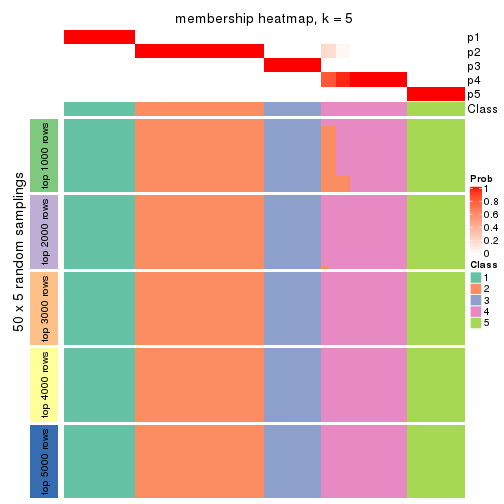 membership heatmap, k = 5
p1
p2
p3
p4
p5
Class
50 x 5 random samplings
top 1000 rows
top 2000 rows
top 3000 rows
top 4000 rows
top 5000 rows
Prob
1
0.8
0.6
0.4
0.2
0
Class
1
2
3
4
5